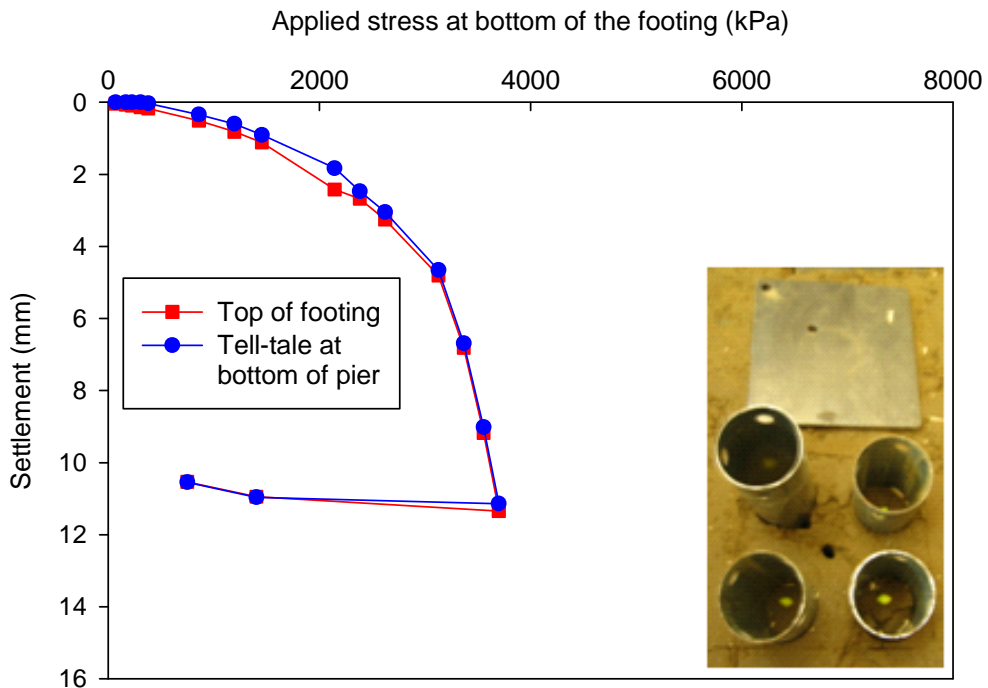 Applied stress at bottom of the footing (kPa)
0 2000 4000 6000 8000
0
2
4
6
8
10
12
14
16
Settlement (mm)
Top of footing
Tell-tale at
bottom of pier